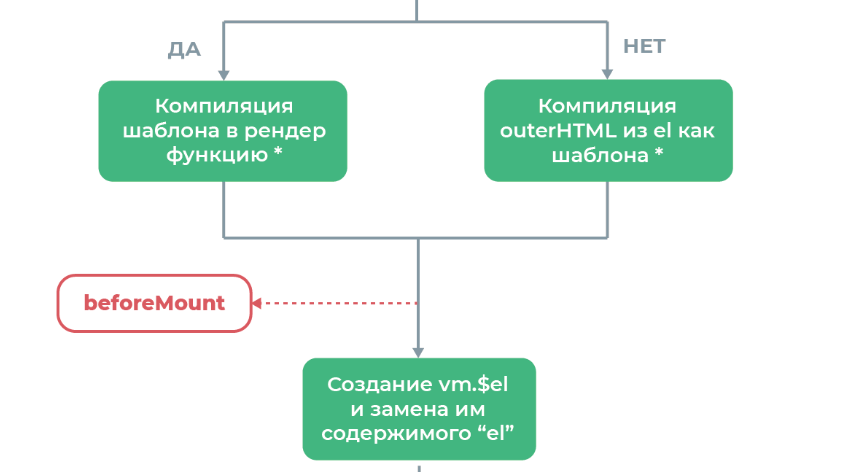 ДА
НЕТ
Компиляция
шаблона в рендер
функцию *
Компиляция
outerHTML из el как
шаблона *
beforeMount
Создание vm.$el
и замена им
содержимого “el”